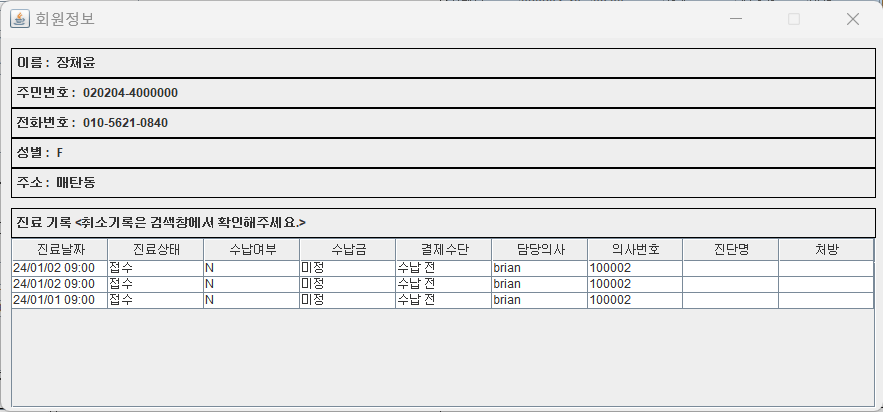 회원정보
이름 : 장채윤
주민번호 : 020204-4000000
전화번호 : 010-5621-0840
성별 : F
주소 : 매탄동
진료 기록 <취소기록은 검색창에서 확인해주세요.>
진료날짜 진료상태 수납여부 수납금 결제수단 담당의사 의사번호 진단명 처방
24/01/02 09:00 접수 N 미정 수납 전 brian 100002
24/01/02 09:00 접수 N 미정 수납 전 brian 100002
24/01/01 09:00 접수 N 미정 수납 전 brian 100002